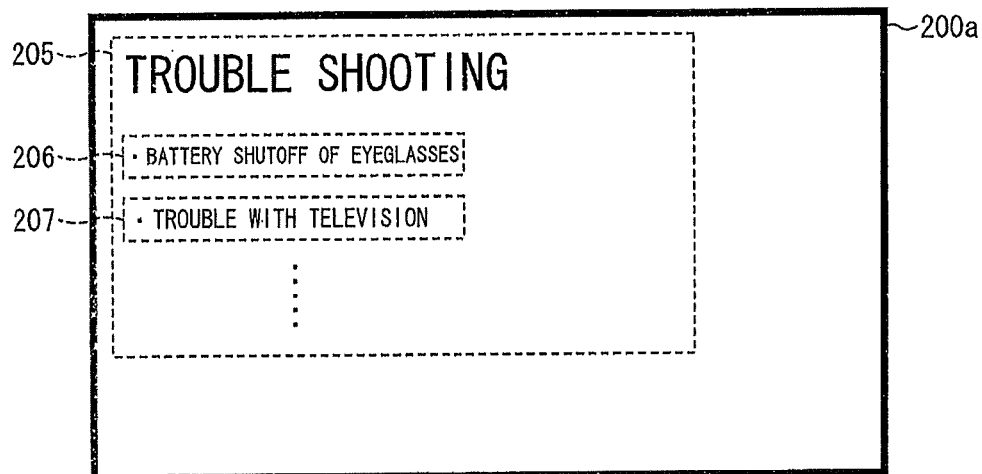 200a
205
TROUBLE SHOOTING
206
· BATTERY SHUTOFF OF EYEGLASSES
207
· TROUBLE WITH TELEVISION